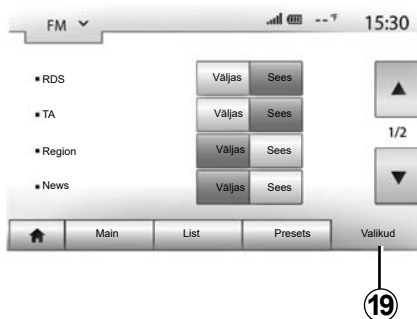 FM -- °F 15:30
RDS Väljas Sees
TA Väljas Sees
1/2
Region Väljas Sees
News Väljas Sees
Main List Presets Valikud
19